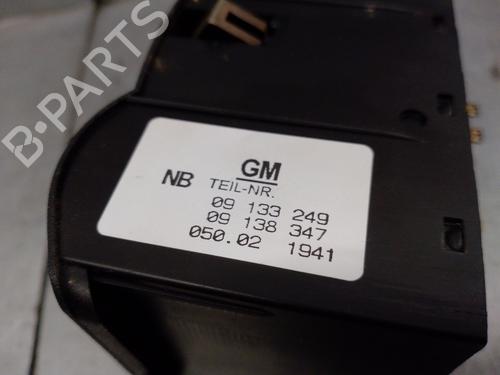 B-PARTS
GM
NB TEIL-NR.
09 133 249
09 138 347
050.02 1941